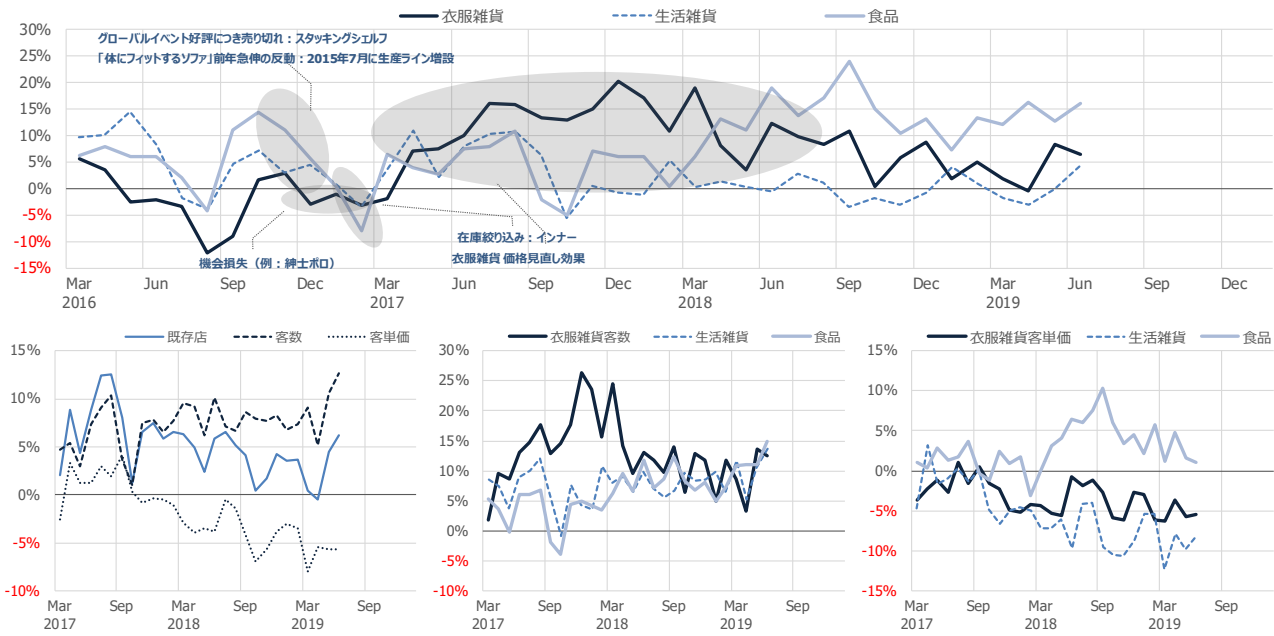 衣服雑貨 生活雑貨 食品
30%
25%
20%
15%
10%
5%
0%
-5%
-10%
-15%
グローバルイベント好評につき売り切れ：スタッキングシェルフ
「体にフィットするソファ」前年急伸の反動：2015年7月に生産ライン増設
機会損失（例：紳士ポロ）
在庫絞り込み：インナー
衣服雑貨 価格見直し効果
Mar Jun Sep Dec Mar Jun Sep Dec Mar Jun Sep Dec Mar Jun Sep Dec
2016 2017 2018 2019
既存店 客数 客単価
15%
10%
5%
0%
-5%
-10%
Mar Sep Mar Sep Mar Sep
2017 2018 2019
衣服雑貨客数 生活雑貨 食品
30%
25%
20%
15%
10%
5%
0%
-5%
-10%
Mar Sep Mar Sep Mar Sep
2017 2018 2019
衣服雑貨客単価 生活雑貨 食品
15%
10%
5%
0%
-5%
-10%
-15%
Mar Sep Mar Sep Mar Sep
2017 2018 2019